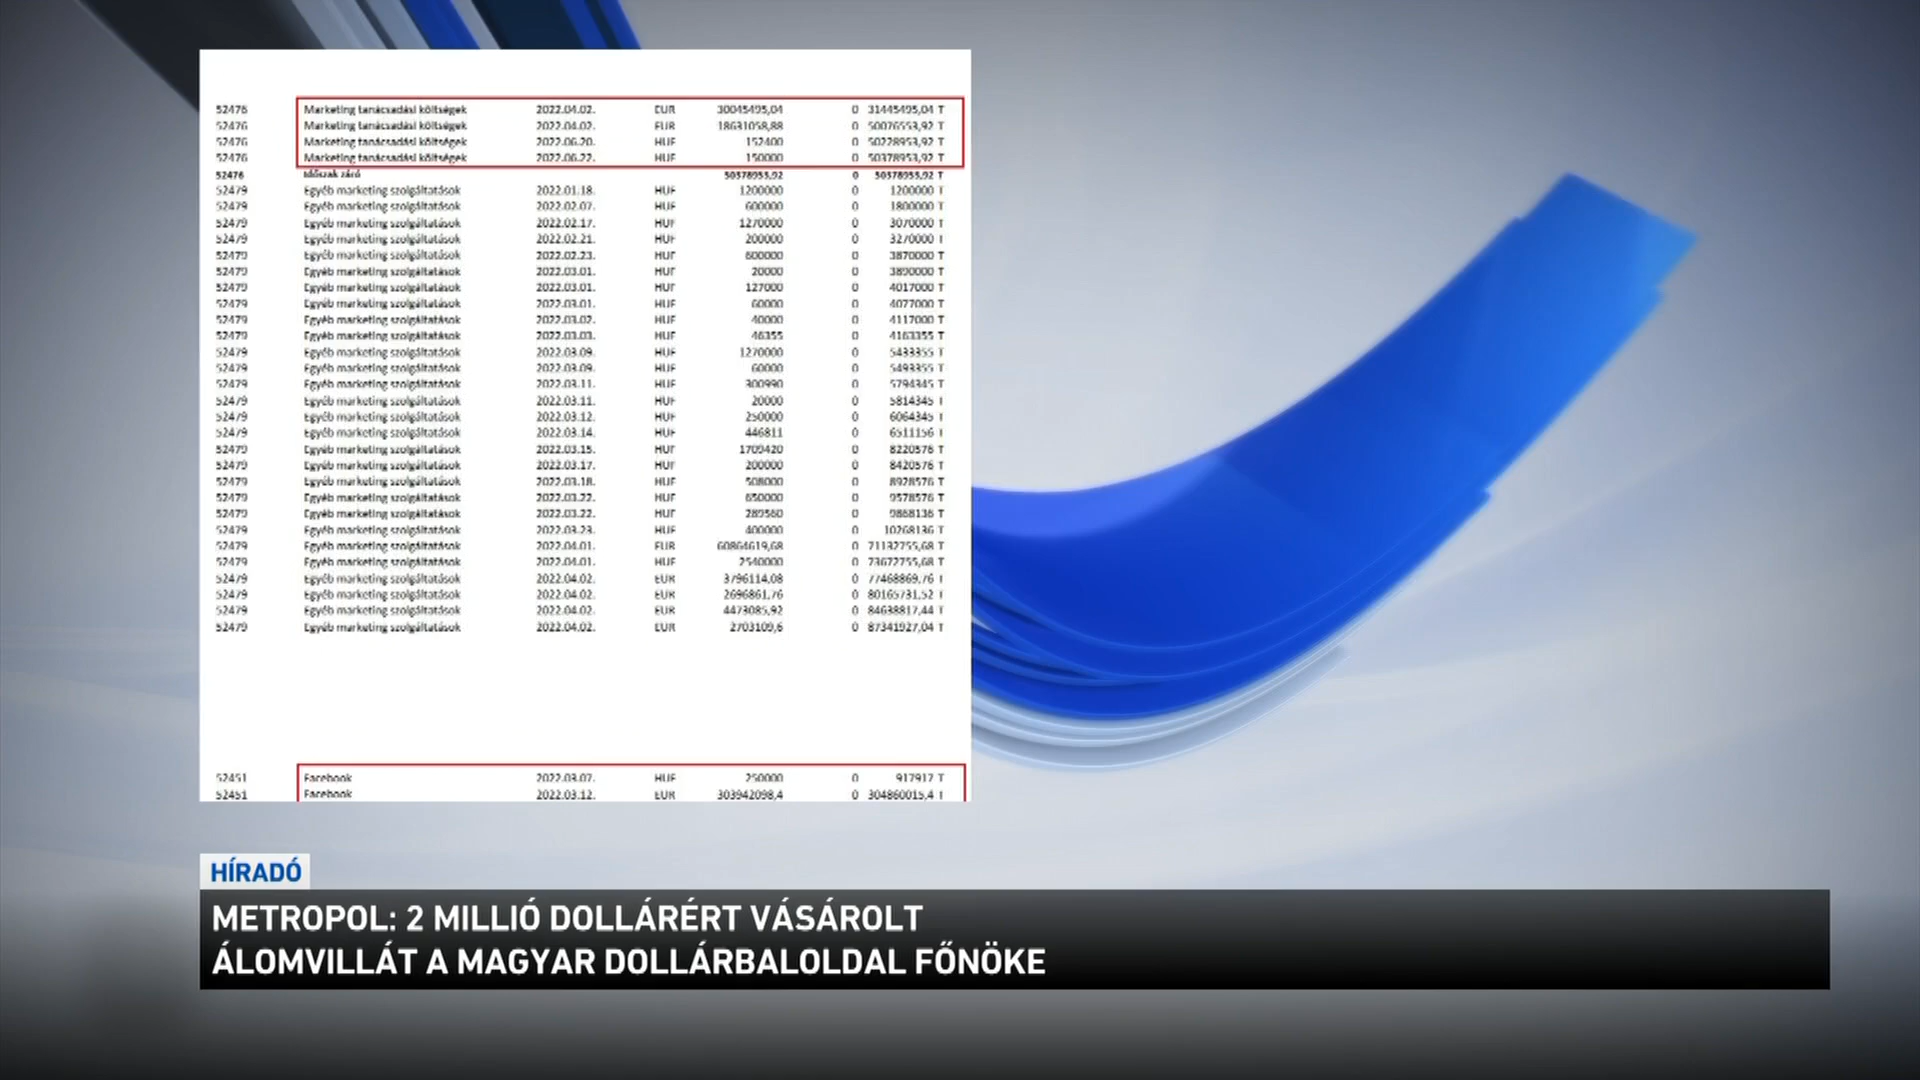 52476 Marketing tanácsadási költségek 2022.04.02. EUR 30045495,04 0 31445495,04 T
52476 Marketing tanácsadási költségek 2022.04.02. EUR 18631058,88 0 50076553,92 T
52476 Marketing tanácsadási költségek 2022.06.20. HUF 152400 0 50228953,92 T
52476 Marketing tanácsadási költségek 2022.06.22. HUF 150000 0 50378953,92 T
52476 Időszak záró 50378953,92 0 50378953,92 T
52479 Egyéb marketing szolgáltatások 2022.01.18. HUF 1200000 0 1200000 T
52479 Egyéb marketing szolgáltatások 2022.02.07. HUF 600000 0 1800000 T
52479 Egyéb marketing szolgáltatások 2022.02.17. HUF 1270000 0 3070000 T
52479 Egyéb marketing szolgáltatások 2022.02.21. HUF 200000 0 3270000 T
52479 Egyéb marketing szolgáltatások 2022.02.23. HUF 600000 0 3870000 T
52479 Egyéb marketing szolgáltatások 2022.03.01. HUF 20000 0 3890000 T
52479 Egyéb marketing szolgáltatások 2022.03.01. HUF 127000 0 4017000 T
52479 Egyéb marketing szolgáltatások 2022.03.01. HUF 60000 0 4077000 T
52479 Egyéb marketing szolgáltatások 2022.03.02. HUF 40000 0 4117000 T
52479 Egyéb marketing szolgáltatások 2022.03.03. HUF 46355 0 4163355 T
52479 Egyéb marketing szolgáltatások 2022.03.09. HUF 1270000 0 5433355 T
52479 Egyéb marketing szolgáltatások 2022.03.09. HUF 60000 0 5493355 T
52479 Egyéb marketing szolgáltatások 2022.03.11. HUF 300990 0 5794345 T
52479 Egyéb marketing szolgáltatások 2022.03.11. HUF 20000 0 5814345 T
52479 Egyéb marketing szolgáltatások 2022.03.12. HUF 250000 0 6064345 T
52479 Egyéb marketing szolgáltatások 2022.03.14. HUF 446811 0 6511156 T
52479 Egyéb marketing szolgáltatások 2022.03.15. HUF 1709420 0 8220576 T
52479 Egyéb marketing szolgáltatások 2022.03.17. HUF 200000 0 8420576 T
52479 Egyéb marketing szolgáltatások 2022.03.18. HUF 508000 0 8928576 T
52479 Egyéb marketing szolgáltatások 2022.03.22. HUF 650000 0 9578576 T
52479 Egyéb marketing szolgáltatások 2022.03.22. HUF 289560 0 9868136 T
52479 Egyéb marketing szolgáltatások 2022.03.23. HUF 400000 0 10268136 T
52479 Egyéb marketing szolgáltatások 2022.04.01. EUR 60864619,68 0 71132755,68 T
52479 Egyéb marketing szolgáltatások 2022.04.01. HUF 2540000 0 73672755,68 T
52479 Egyéb marketing szolgáltatások 2022.04.02. EUR 3796114,08 0 77468869,76 T
52479 Egyéb marketing szolgáltatások 2022.04.02. EUR 2696861,76 0 80165731,52 T
52479 Egyéb marketing szolgáltatások 2022.04.02. EUR 4473085,92 0 84638817,44 T
52479 Egyéb marketing szolgáltatások 2022.04.02. EUR 2703109,6 0 87341927,04 T
52451 Facebook 2022.03.07. HUF 250000 0 917917 T
52451 Facebook 2022.03.12. EUR 303942098,4 0 304860015,4 T
HÍRADÓ
METROPOL: 2 MILLIÓ DOLLÁRÉRT VÁSÁROLT
ÁLOMVILLÁT A MAGYAR DOLLÁRBALOLDAL FŐNÖKE